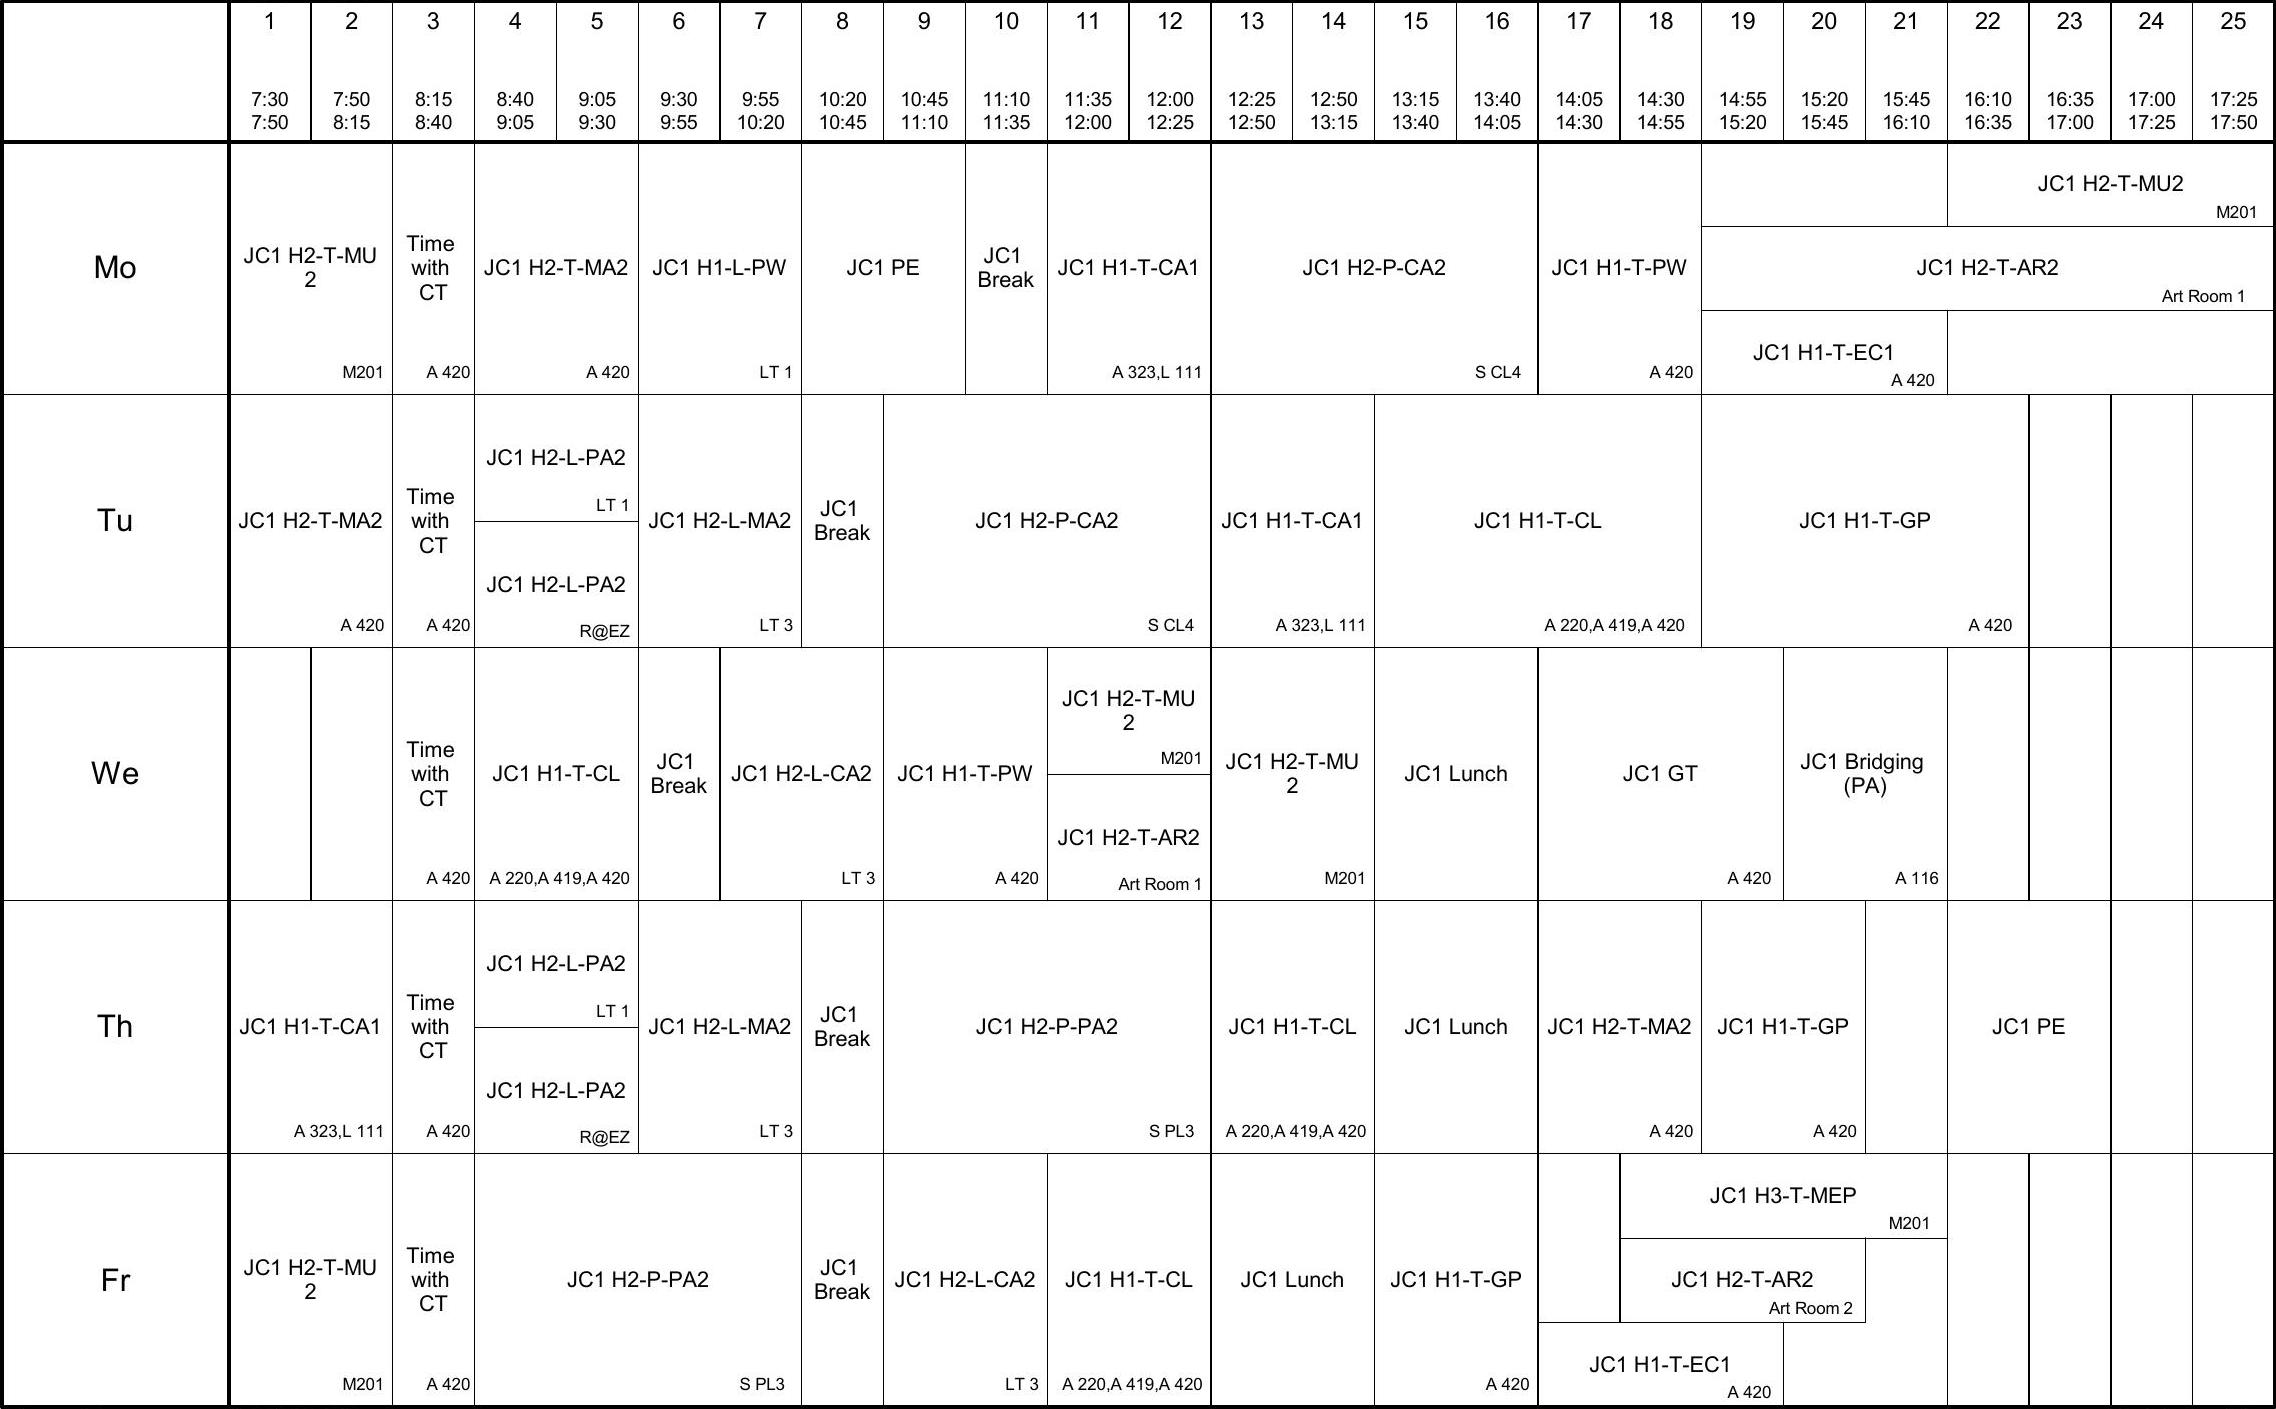 1 2 3 4 5 6 7 8 9 10 11 12 13 14 15 16 17 18 19 20 21 22 23 24 25
7:30 7:50 8:15 8:40 9:05 9:30 9:55 10:20 10:45 11:10 11:35 12:00 12:25 12:50 13:15 13:40 14:05 14:30 14:55 15:20 15:45 16:10 16:35 17:00 17:25
7:50 8:15 8:40 9:05 9:30 9:55 10:20 10:45 11:10 11:35 12:00 12:25 12:50 13:15 13:40 14:05 14:30 14:55 15:20 15:45 16:10 16:35 17:00 17:25 17:50
Mo
JC1 H2-T-MU
2
M201
Time
with
CT
A 420
JC1 H2-T-MA2
A 420
JC1 H1-L-PW
LT 1
JC1 PE
JC1
Break
JC1 H1-T-CA1
A 323,L 111
JC1 H2-P-CA2
S CL4
JC1 H1-T-PW
A 420
JC1 H2-T-MU2
M201
JC1 H2-T-AR2
Art Room 1
JC1 H1-T-EC1
A 420
Tu
JC1 H2-T-MA2
A 420
Time
with
CT
A 420
JC1 H2-L-PA2
LT 1
JC1 H2-L-PA2
R@EZ
JC1 H2-L-MA2
LT 3
JC1
Break
JC1 H2-P-CA2
S CL4
JC1 H1-T-CA1
A 323,L 111
JC1 H1-T-CL
A 220,A 419,A 420
JC1 H1-T-GP
A 420
We
Time
with
CT
A 420
JC1 H1-T-CL
A 220,A 419,A 420
JC1
Break
JC1 H2-L-CA2
LT 3
JC1 H1-T-PW
A 420
JC1 H2-T-MU
2
M201
JC1 H2-T-AR2
Art Room 1
JC1 H2-T-MU
2
M201
JC1 Lunch
JC1 GT
A 420
JC1 Bridging
(PA)
A 116
Th
JC1 H1-T-CA1
A 323,L 111
Time
with
CT
A 420
JC1 H2-L-PA2
LT 1
JC1 H2-L-PA2
R@EZ
JC1 H2-L-MA2
LT 3
JC1
Break
JC1 H2-P-PA2
S PL3
JC1 H1-T-CL
A 220,A 419,A 420
JC1 Lunch
JC1 H2-T-MA2
A 420
JC1 H1-T-GP
A 420
JC1 PE
Fr
JC1 H2-T-MU
2
M201
Time
with
CT
A 420
JC1 H2-P-PA2
S PL3
JC1
Break
JC1 H2-L-CA2
LT 3
JC1 H1-T-CL
A 220,A 419,A 420
JC1 Lunch
JC1 H1-T-GP
A 420
JC1 H3-T-MEP
M201
JC1 H2-T-AR2
Art Room 2
JC1 H1-T-EC1
A 420